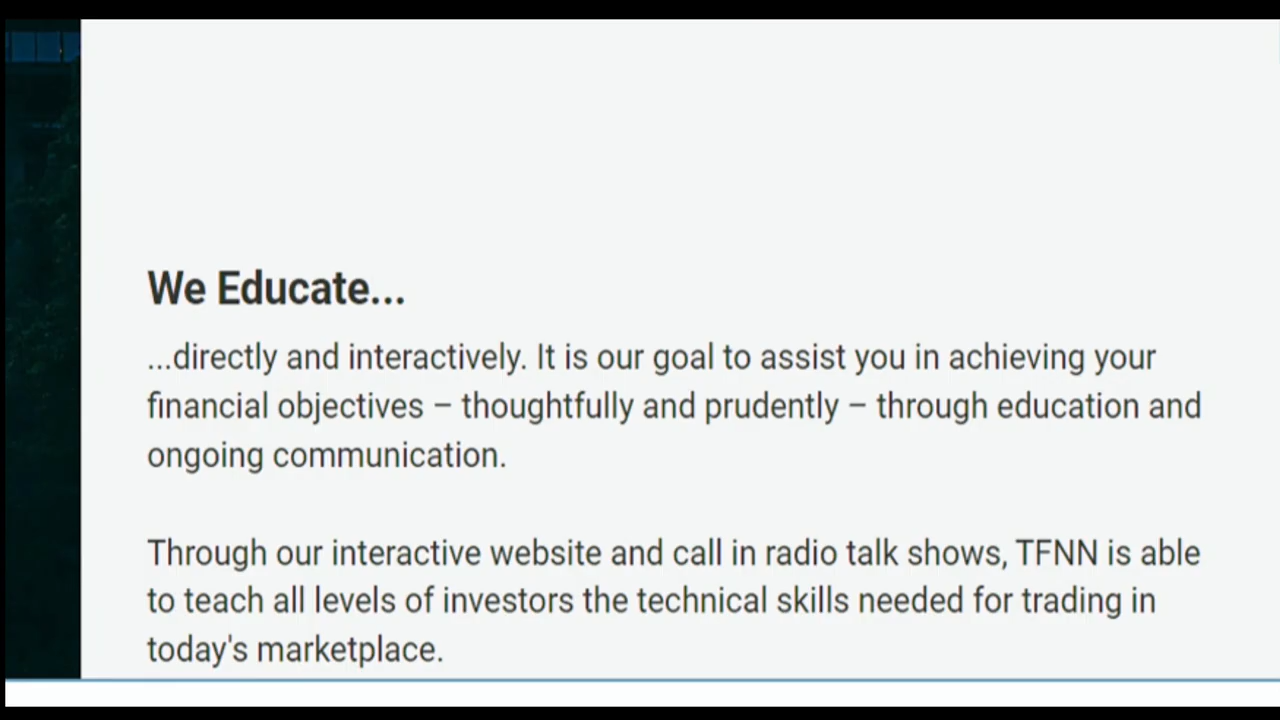 We Educate...
...directly and interactively. It is our goal to assist you in achieving your
financial objectives – thoughtfully and prudently – through education and
ongoing communication.
Through our interactive website and call in radio talk shows, TFNN is able
to teach all levels of investors the technical skills needed for trading in
today's marketplace.